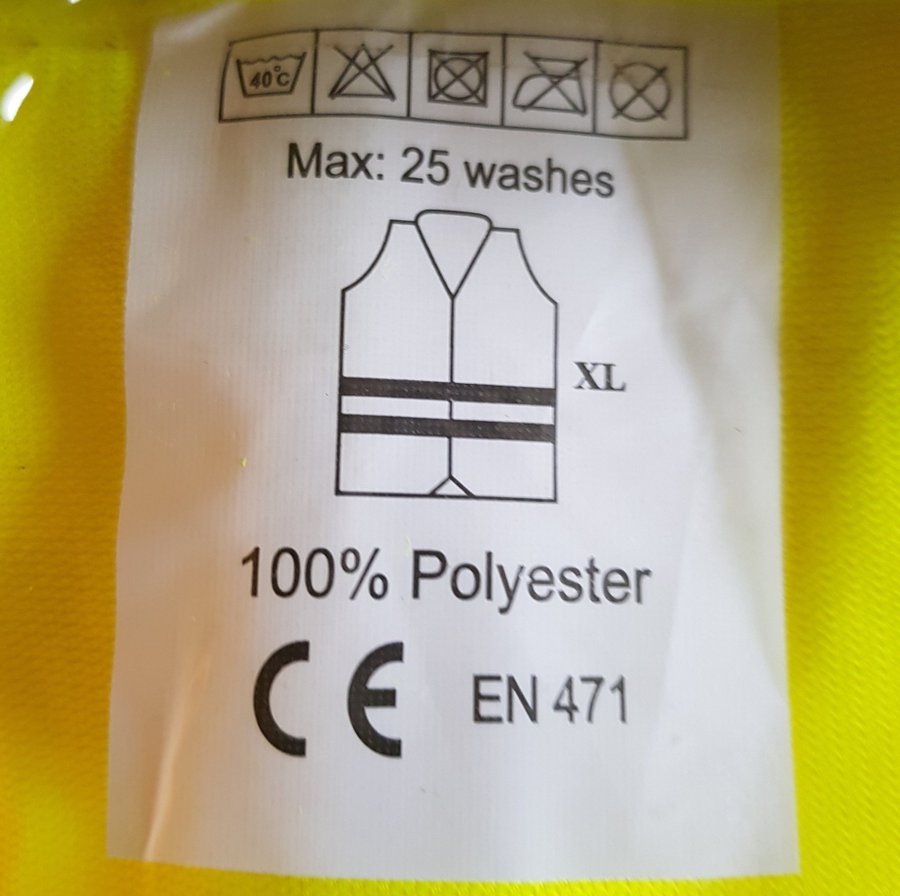 40°C
Max: 25 washes
XL
100% Polyester
CE EN 471